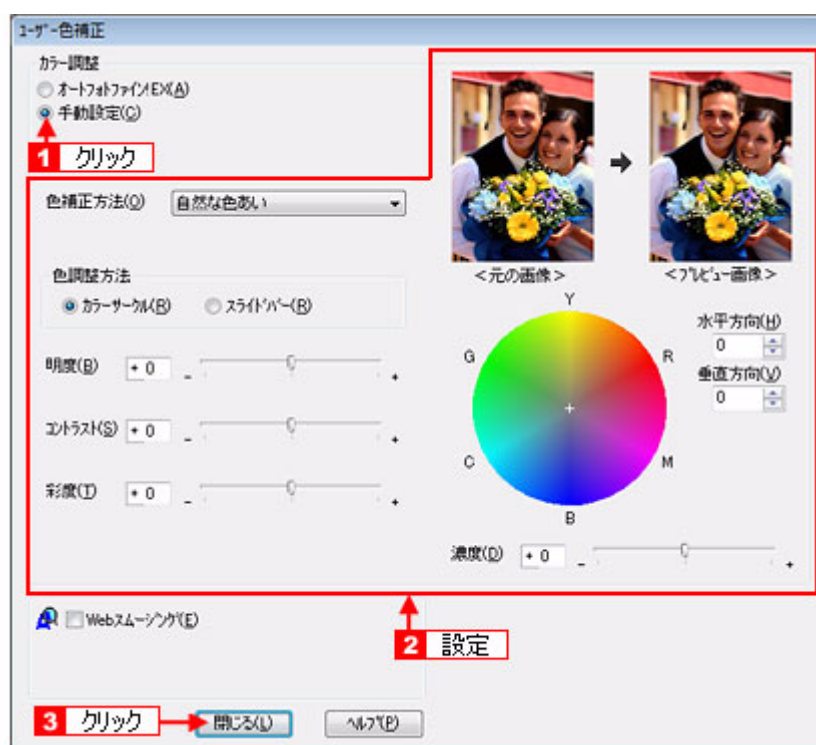 ユーザー色補正
カラー調整
オートフォトファイン!EX(A)
手動設定(C)
1 クリック
色補正方法(O) 自然な色あい
色調整方法
カラーサークル(R) スライドバー(R)
明度(B) + 0 - +
コントラスト(S) + 0 - +
彩度(T) + 0 - +
<元の画像> <プレビュー画像>
Y
G R
C M
B
水平方向(H)
0
垂直方向(V)
0
濃度(D) + 0 - +
2 設定
Webスムージング(E)
3 クリック 閉じる(L) ヘルプ(P)